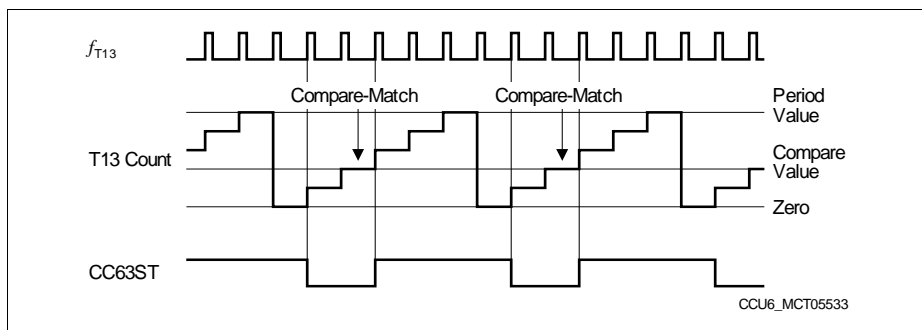 fT13
Compare-Match Compare-Match
Period
Value
T13 Count
Compare
Value
Zero
CC63ST
CCU6_MCT05533